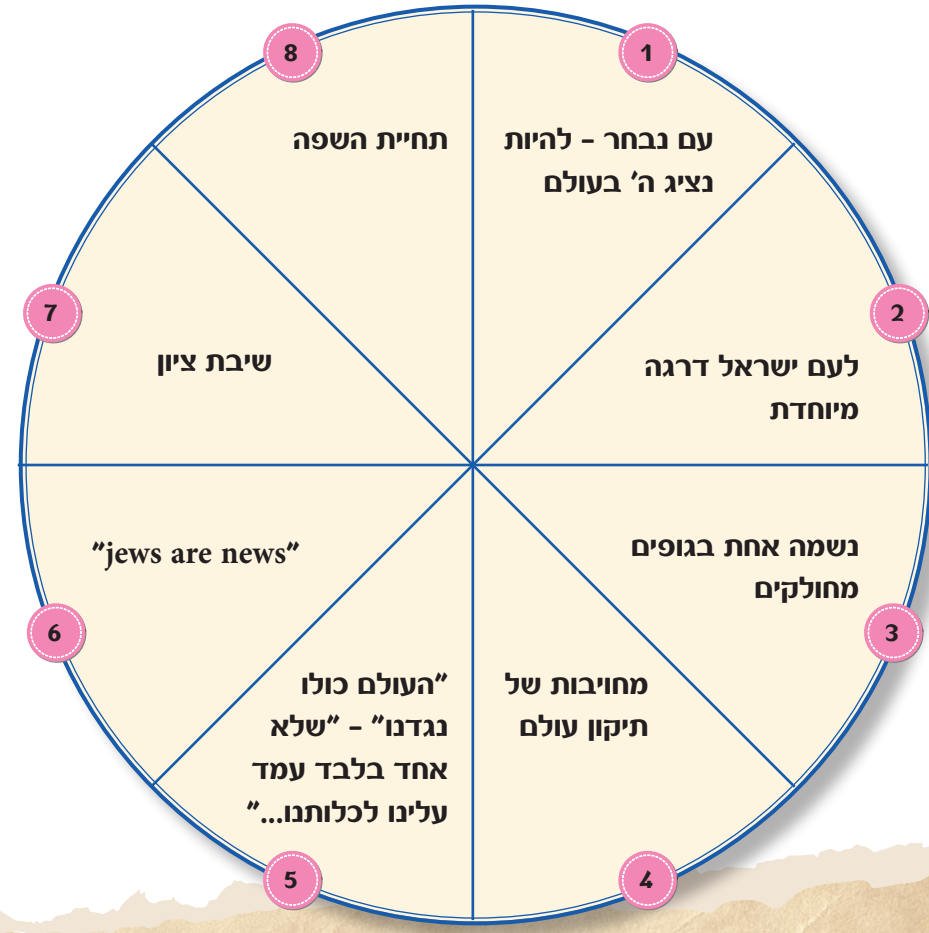 1
עם נבחר – להיות
נציג ה' בעולם
2
לעם ישראל דרגה
מיוחדת
3
נשמה אחת בגופים
מחולקים
4
מחויבות של
תיקון עולם
5
"העולם כולו
נגדנו" – "שלא
אחד בלבד עמד
עלינו לכלותנו..."
6
"jews are news"
7
שיבת ציון
8
תחיית השפה